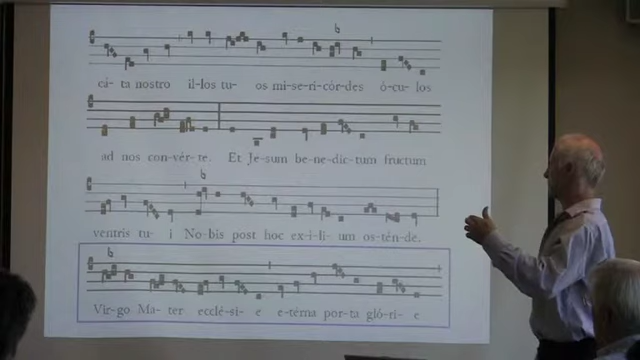 cá- ta nostro il-los tu- os mi-se-ri-cór-des ó-cu- los
ad nos con-vér- te. Et Je-sum be-ne-dic-tum fructum
ventris tu- i No-bis post hoc ex-i-li- um os-tén-de.
Vir-go Ma- ter ecclé-si- e e-térna por-ta gló-ri- e